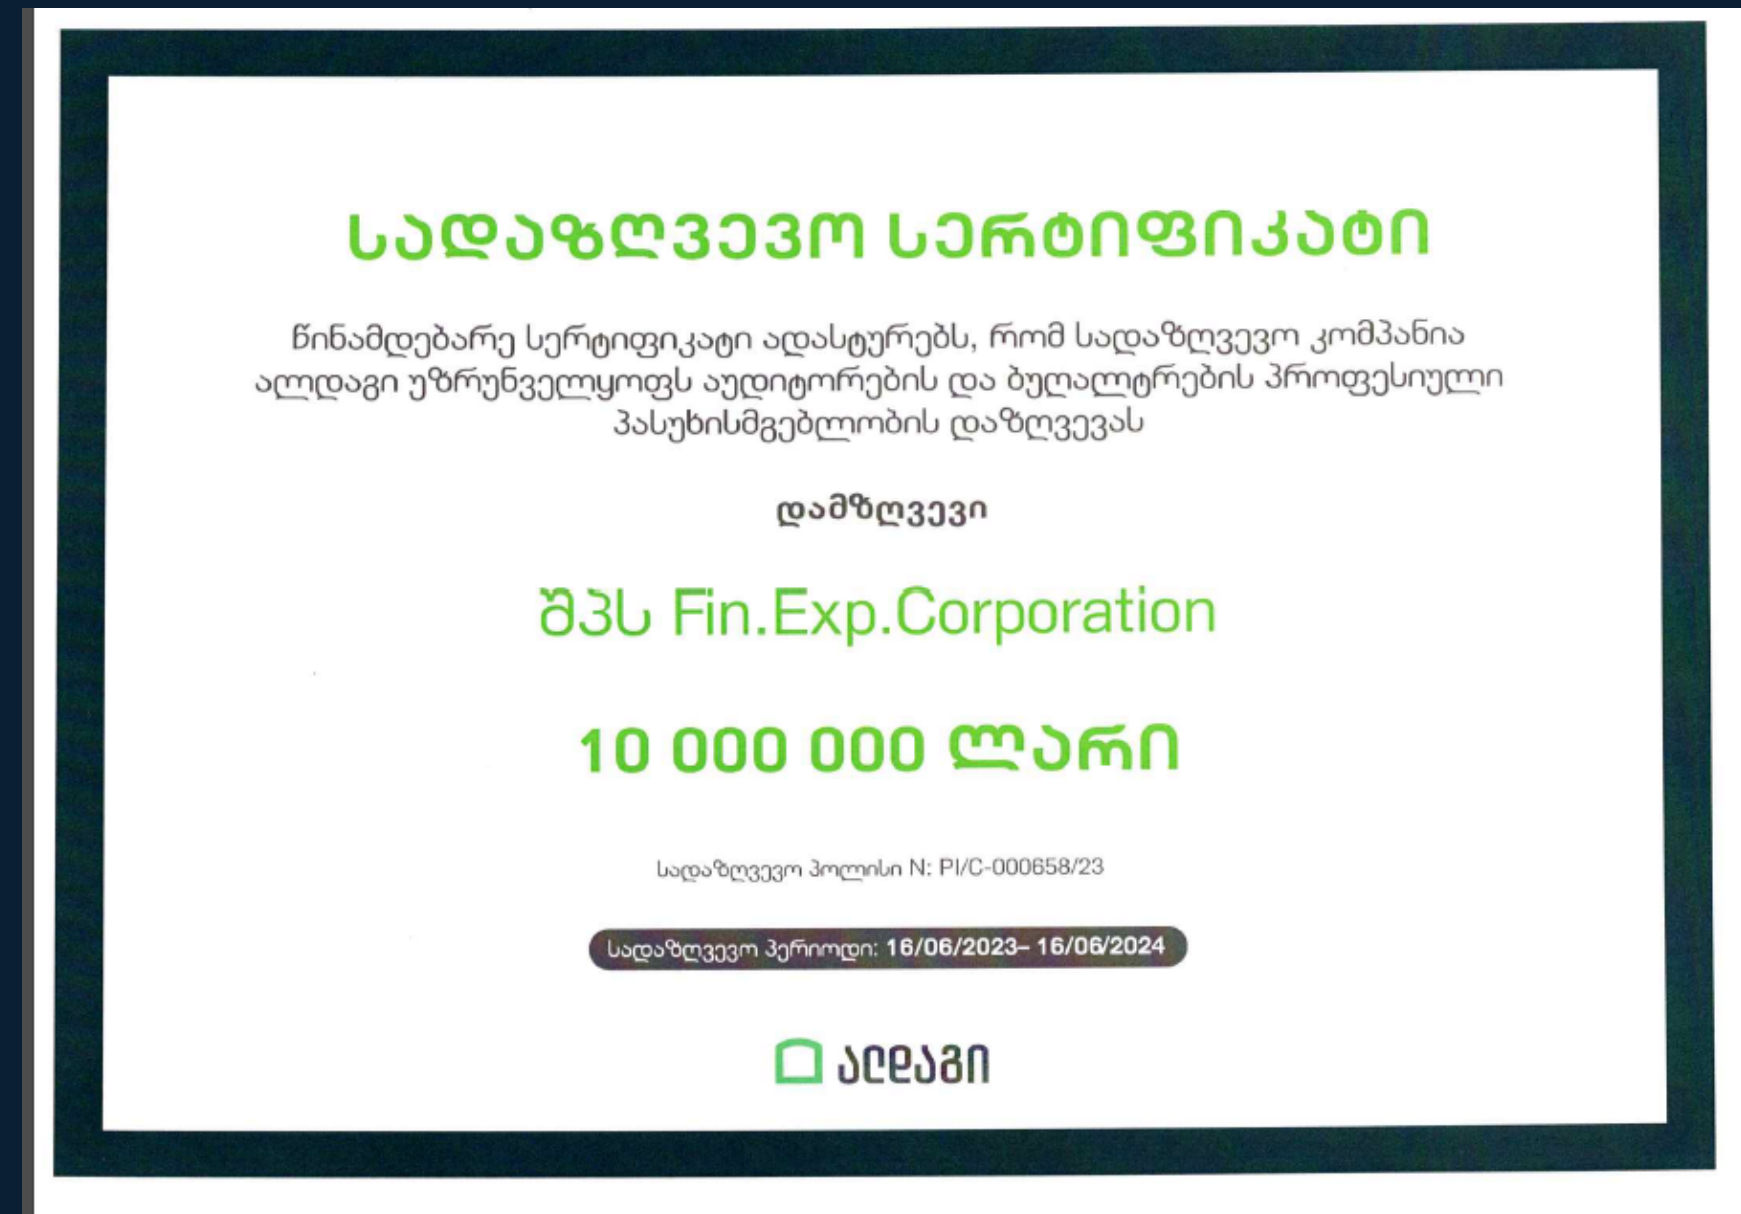 სადაზღვევო სერტიფიკატი
წინამდებარე სერტიფიკატი ადასტურებს, რომ სადაზღვევო კომპანია
ალდაგი უზრუნველყოფს აუდიტორების და ბუღალტრების პროფესიული
პასუხისმგებლობის დაზღვევას
დამზღვევი
შპს Fin.Exp.Corporation
10 000 000 ლარი
სადაზღვევო პოლისი N: PI/C-000658/23
სადაზღვევო პერიოდი: 16/06/2023– 16/06/2024
ალდაგი